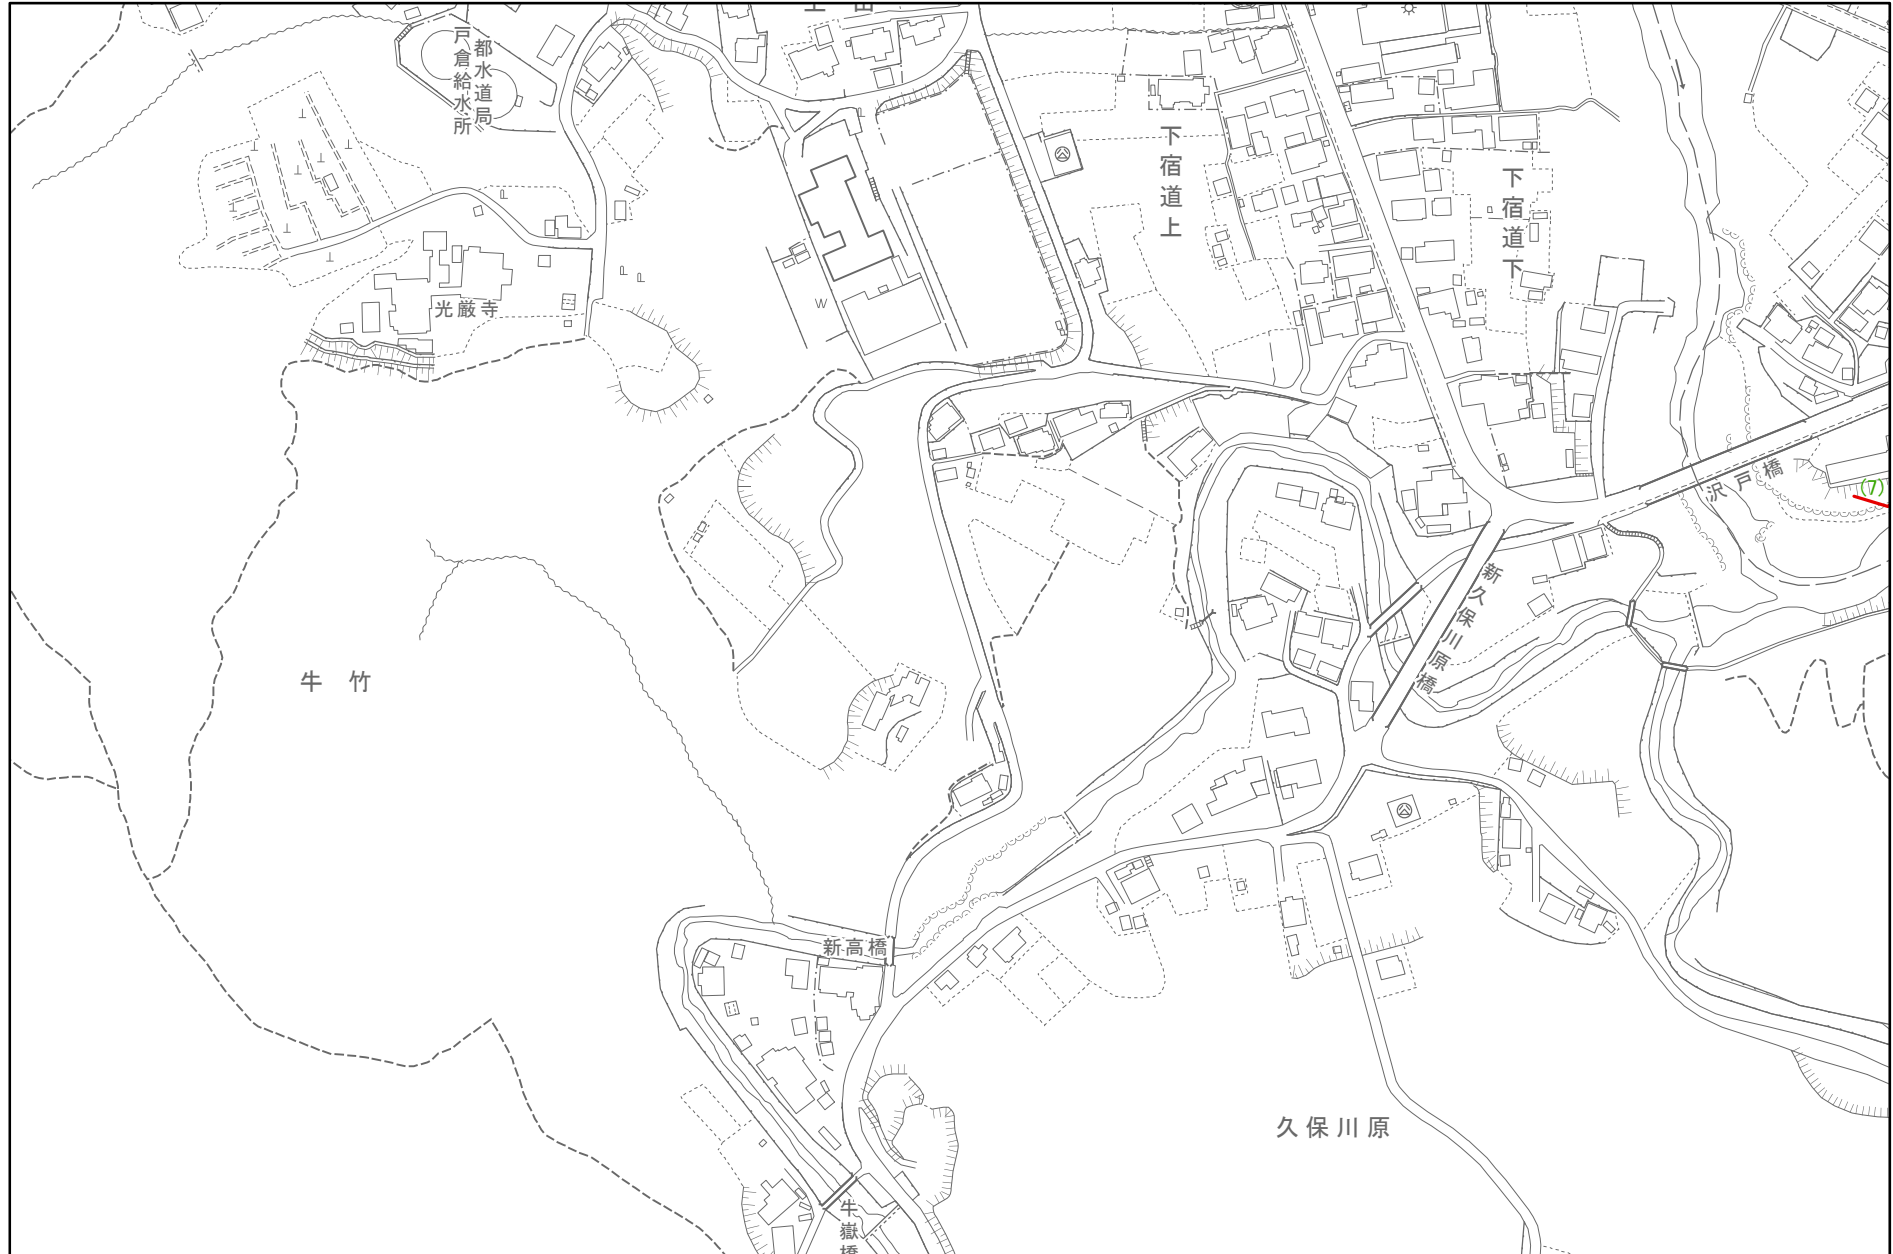 都水道局
戸倉給水所
下宿道上
下宿道下
光厳寺
沢戸橋
(7)
新久保川原橋
牛竹
新高橋
久保川原
牛嶽橋